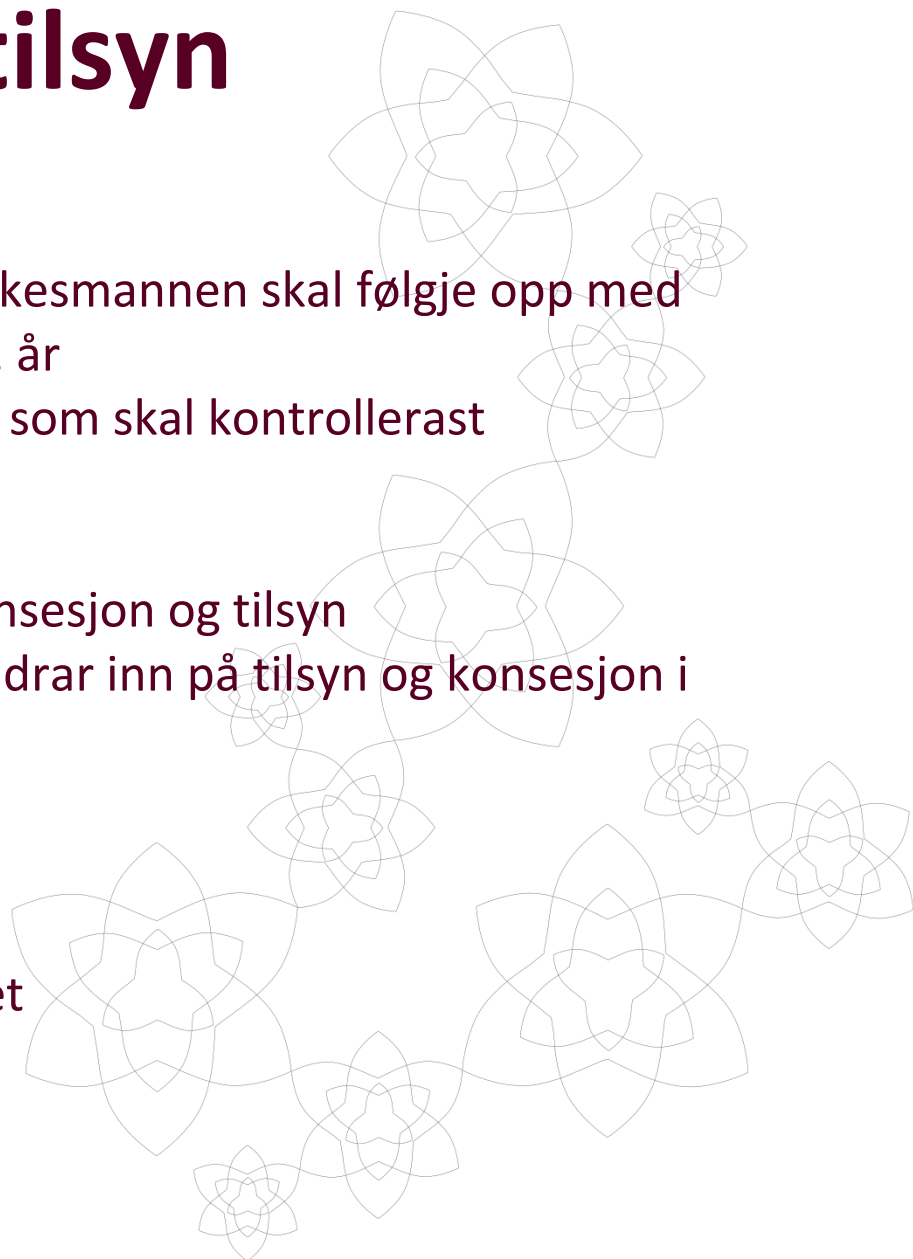 tilsyn
kesmannen skal følgje opp med
år
som skal kontrollerast
nsesjon og tilsyn
drar inn på tilsyn og konsesjon i
et